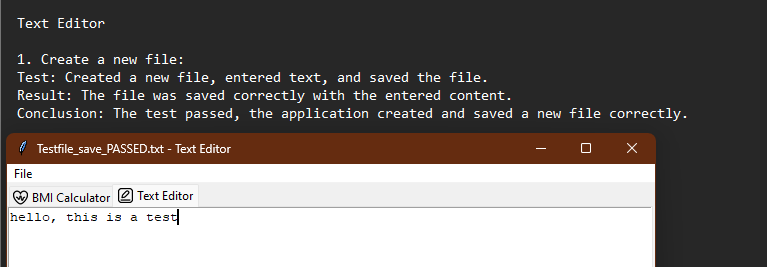 Text Editor
1. Create a new file:
Test: Created a new file, entered text, and saved the file.
Result: The file was saved correctly with the entered content.
Conclusion: The test passed, the application created and saved a new file correctly.
Testfile_save_PASSED.txt - Text Editor
File
BMI Calculator Text Editor
hello, this is a test